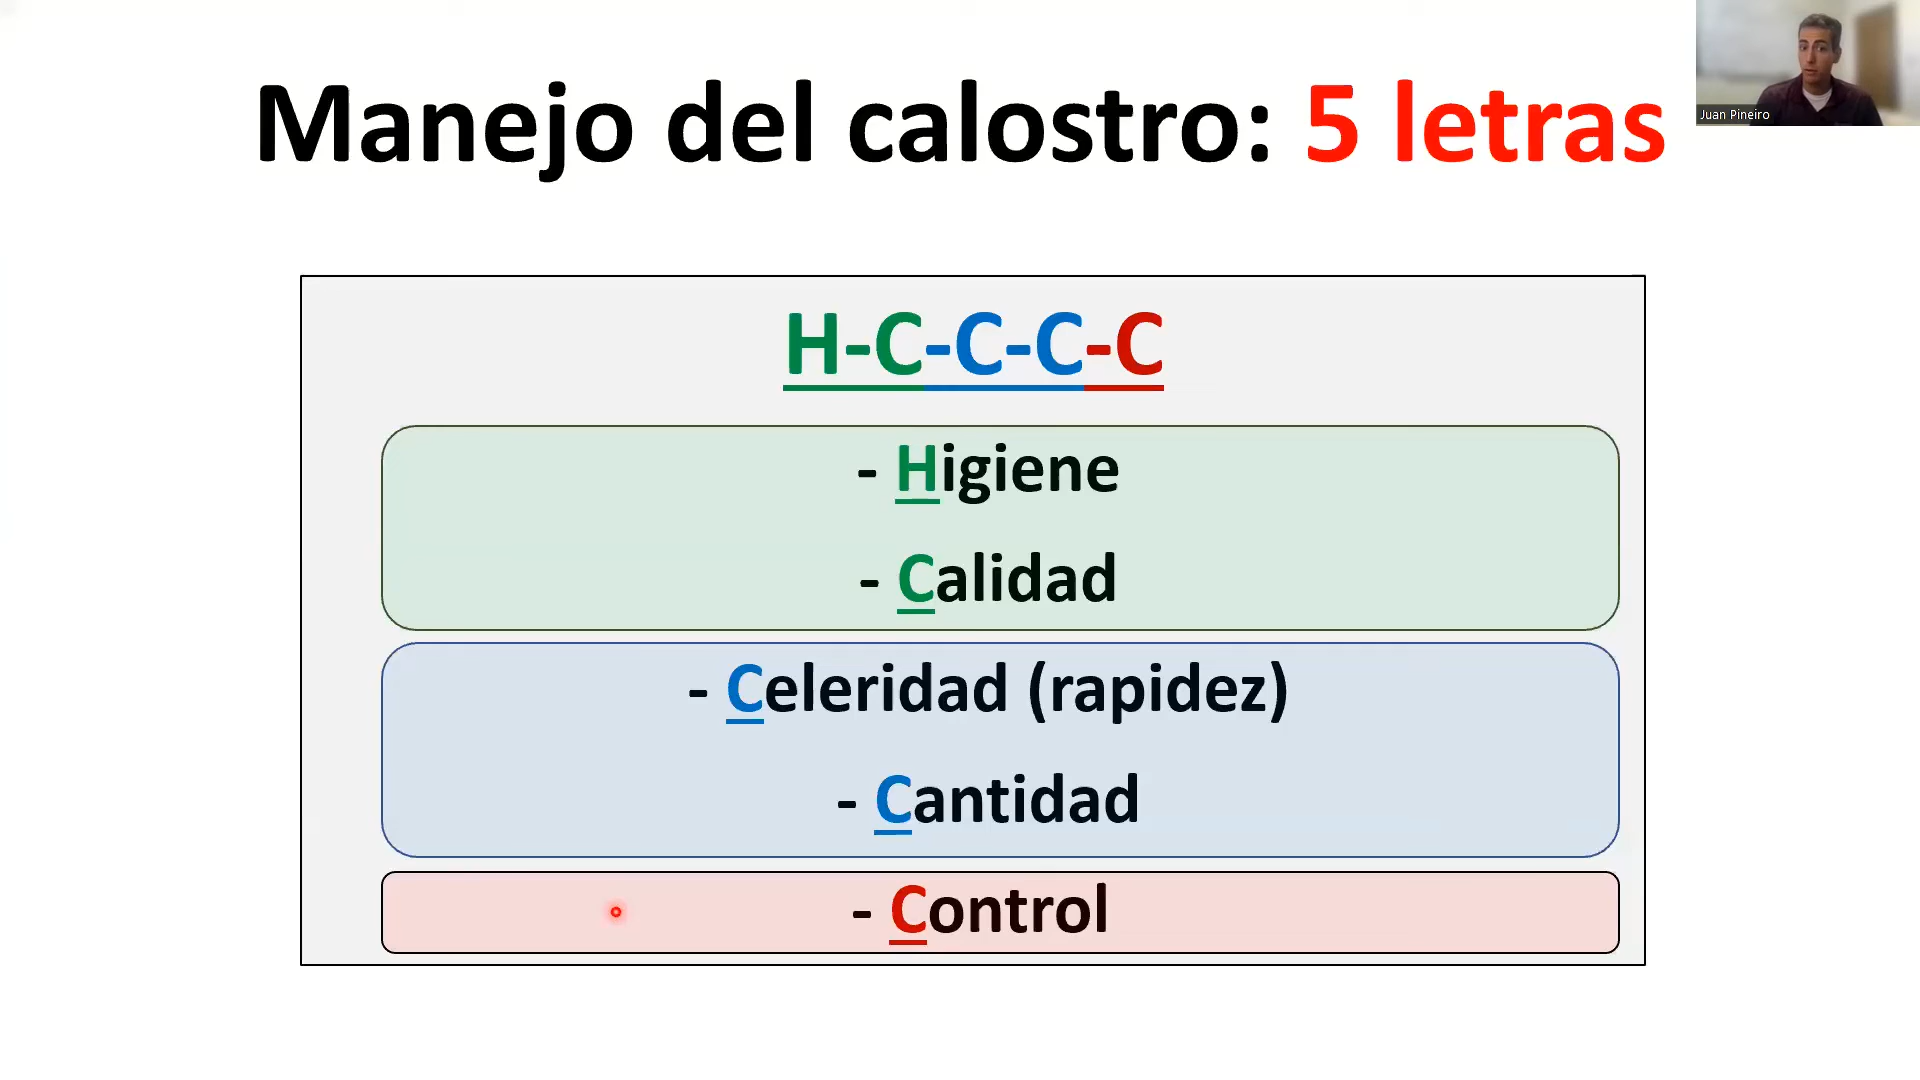 Manejo del calostro: 5 letras
Juan Pineiro
H-C-C-C-C
- Higiene
- Calidad
- Celeridad (rapidez)
- Cantidad
- Control